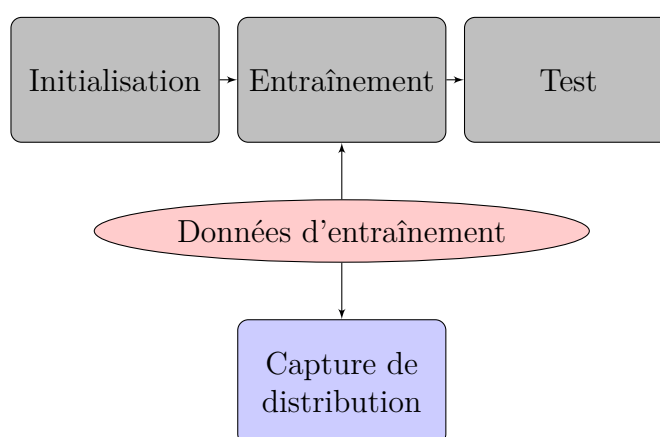 Initialisation
Entraînement
Test
Données d'entraînement
Capture de
distribution